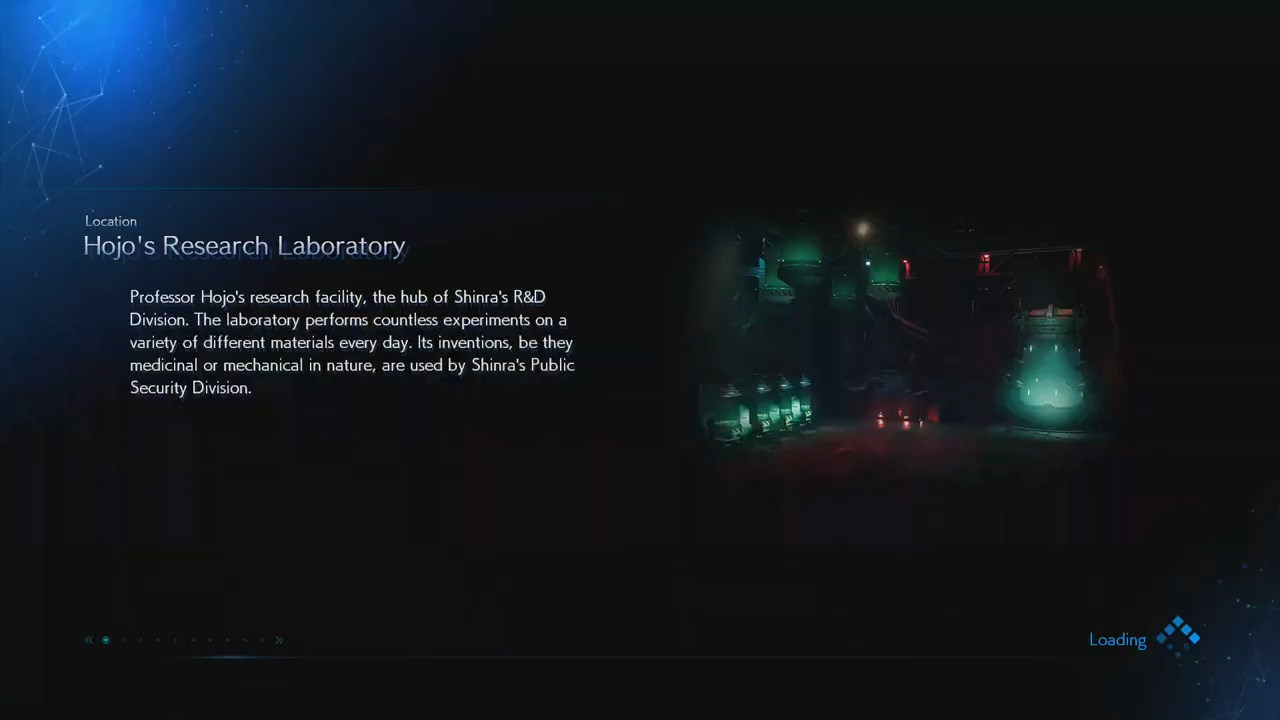 Location
Hojo's Research Laboratory
Professor Hojo's research facility, the hub of Shinra's R&D
Division. The laboratory performs countless experiments on a
variety of different materials every day. Its inventions, be they
medicinal or mechanical in nature, are used by Shinra's Public
Security Division.
Loading